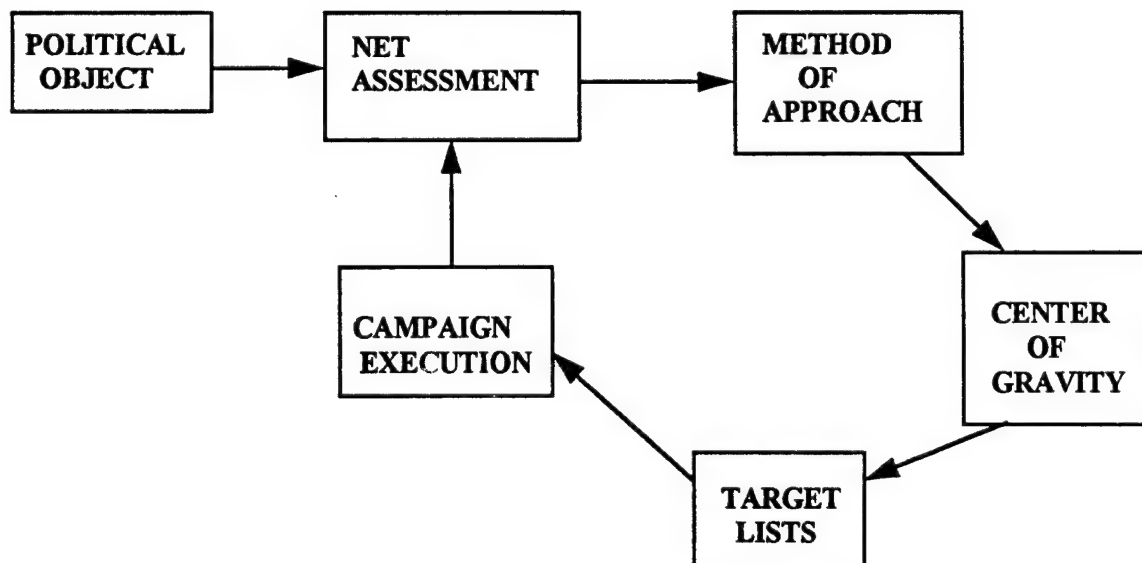 POLITICAL
OBJECT
NET
ASSESSMENT
METHOD
OF
APPROACH
CENTER
OF
GRAVITY
TARGET
LISTS
CAMPAIGN
EXECUTION